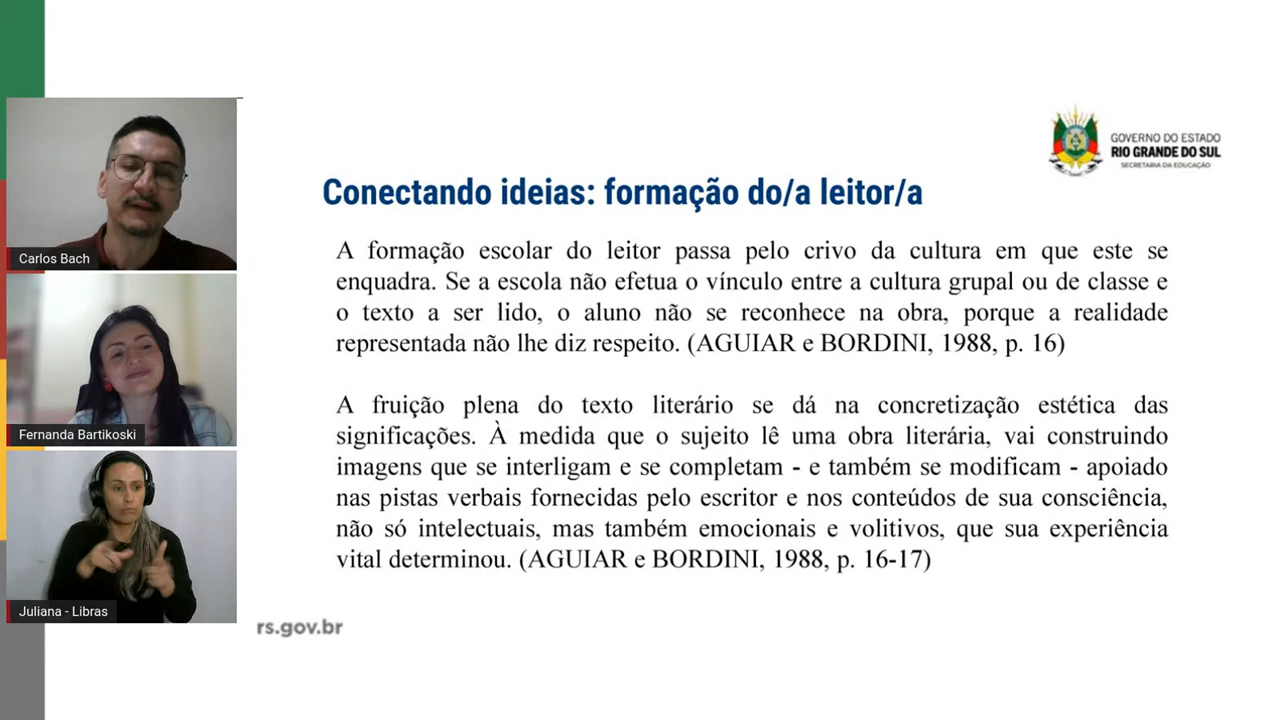 GOVERNO DO ESTADO
RIO GRANDE DO SUL
SECRETARIA DA EDUCAÇÃO
Conectando ideias: formação do/a leitor/a
A formação escolar do leitor passa pelo crivo da cultura em que este se
enquadra. Se a escola não efetua o vínculo entre a cultura grupal ou de classe e
o texto a ser lido, o aluno não se reconhece na obra, porque a realidade
representada não lhe diz respeito. (AGUIAR e BORDINI, 1988, p. 16)
A fruição plena do texto literário se dá na concretização estética das
significações. À medida que o sujeito lê uma obra literária, vai construindo
imagens que se interligam e se completam - e também se modificam - apoiado
nas pistas verbais fornecidas pelo escritor e nos conteúdos de sua consciência,
não só intelectuais, mas também emocionais e volitivos, que sua experiência
vital determinou. (AGUIAR e BORDINI, 1988, p. 16-17)
Carlos Bach
Fernanda Bartikoski
Juliana - Libras
rs.gov.br